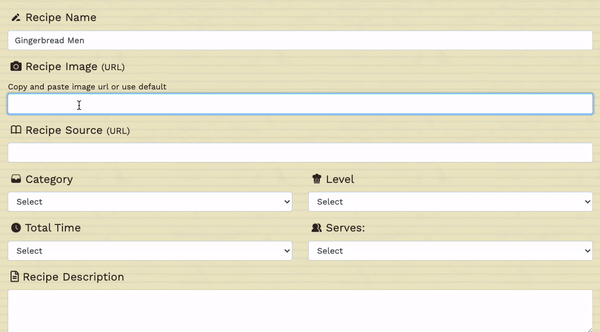 Recipe Name
Gingerbread Men
Recipe Image (URL)
Copy and paste image url or use default
Recipe Source (URL)
Category Level
Select Select
Total Time Serves:
Select Select
Recipe Description